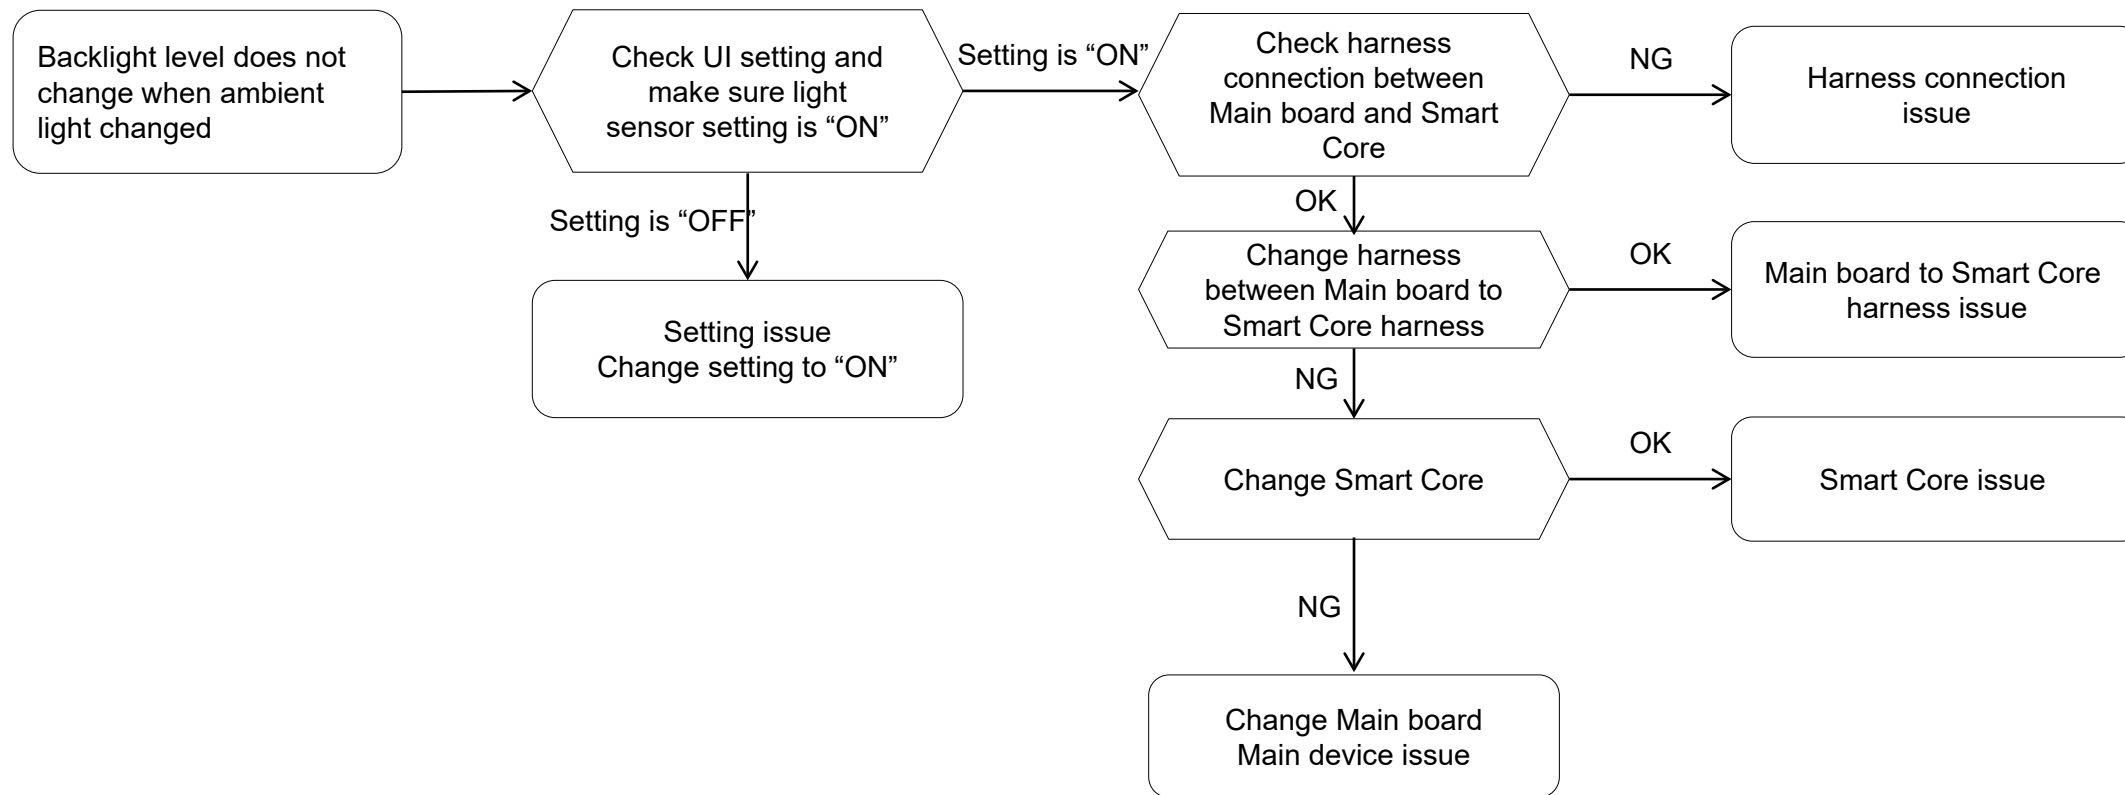 Backlight level does not
change when ambient
light changed
Check UI setting and
make sure light
sensor setting is “ON”
Setting is “ON”
Check harness
connection between
Main board and Smart
Core
NG
Harness connection
issue
Setting is “OFF”
Setting issue
Change setting to “ON”
OK
Change harness
between Main board to
Smart Core harness
OK
Main board to Smart Core
harness issue
NG
Change Smart Core
OK
Smart Core issue
NG
Change Main board
Main device issue